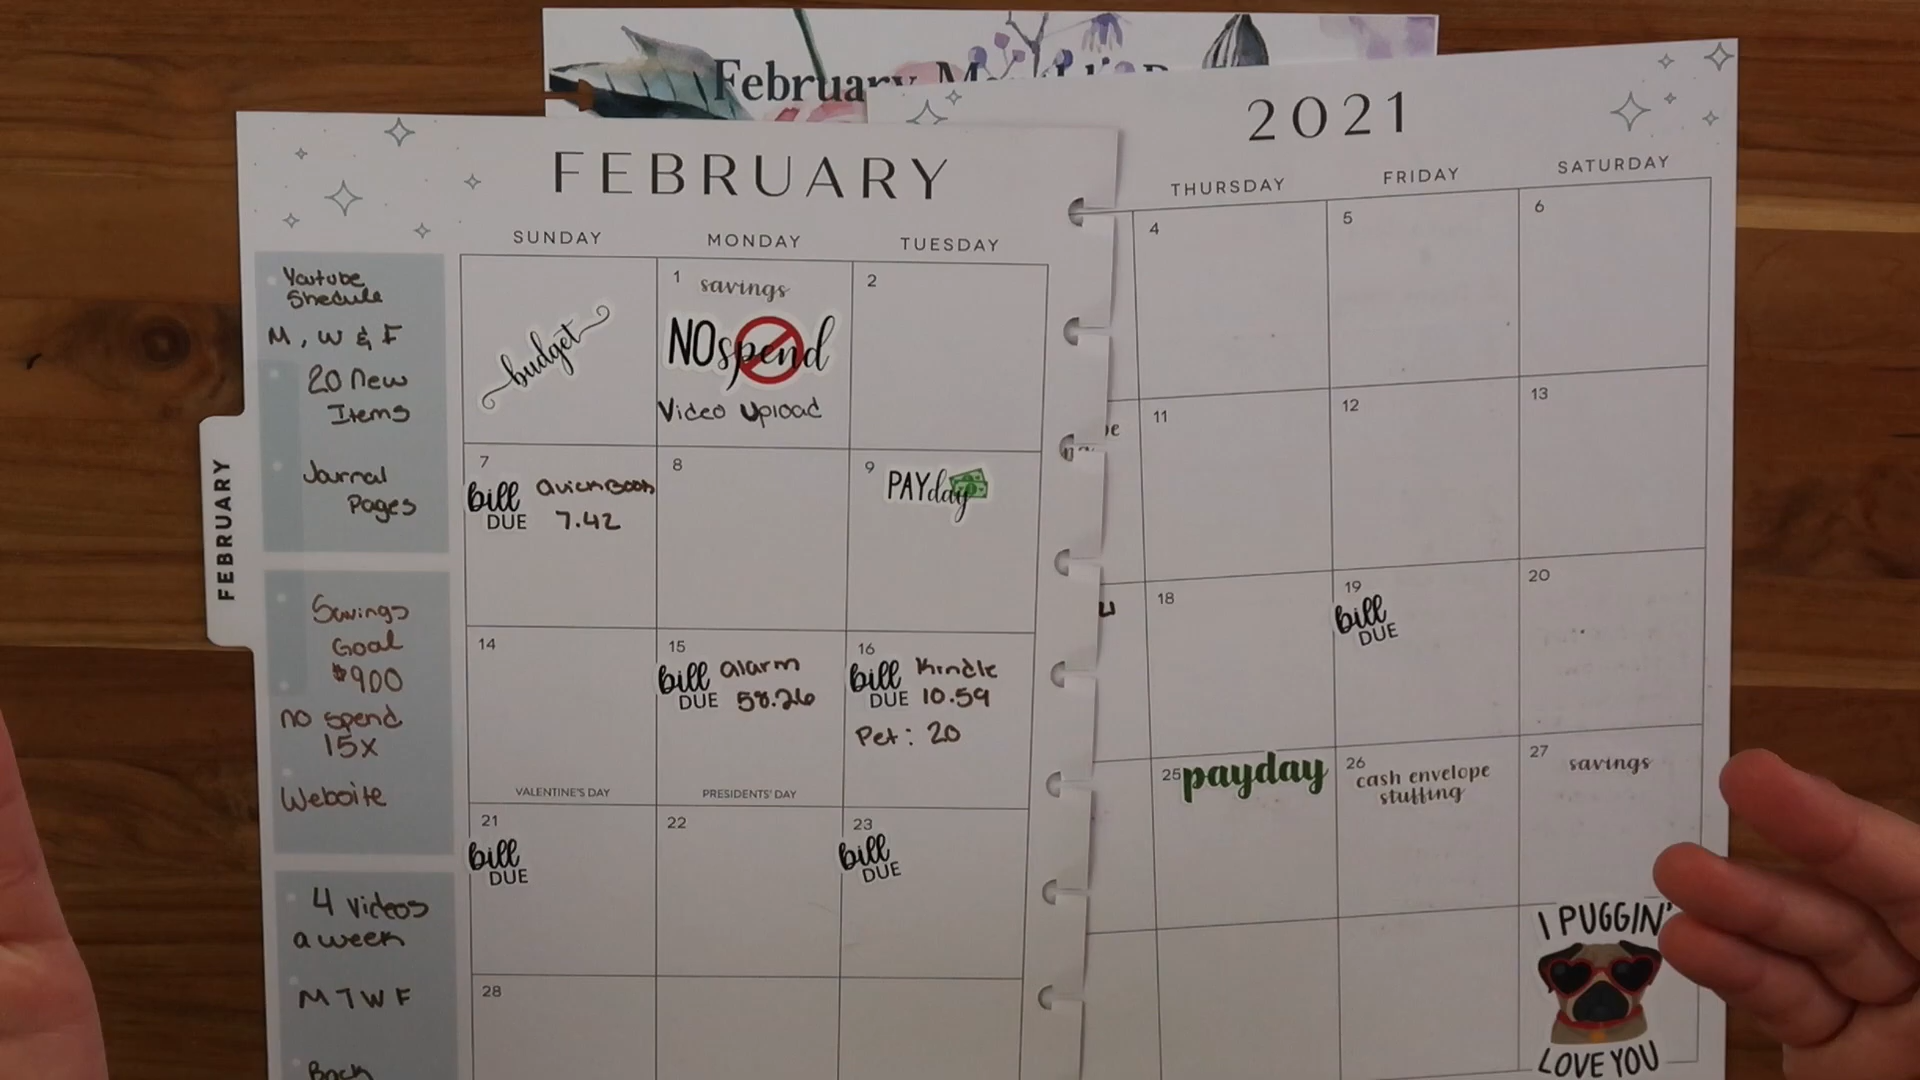 February
2021
FEBRUARY
SUNDAY MONDAY TUESDAY
THURSDAY FRIDAY SATURDAY
FEBRUARY
Youtube
Shedule
M, W & F
20 New
Items
Journal
Pages
Savings
Goal
$900
no spend
15x
Website
4 Videos
a week
M T W F
Back
budget
1 savings
NO spend
Video Upload
2
4
5
6
7
bill DUE
QuickBooks
7.42
8
9
PAYday
11
12
13
14
VALENTINE'S DAY
15
bill DUE
alarm
58.26
PRESIDENTS' DAY
16
bill DUE
Kindle
10.59
Pet: 20
18
19
bill DUE
20
21
bill DUE
22
23
bill DUE
25 payday
26
cash envelope
stuffing
27 savings
28
I PUGGIN'
LOVE YOU